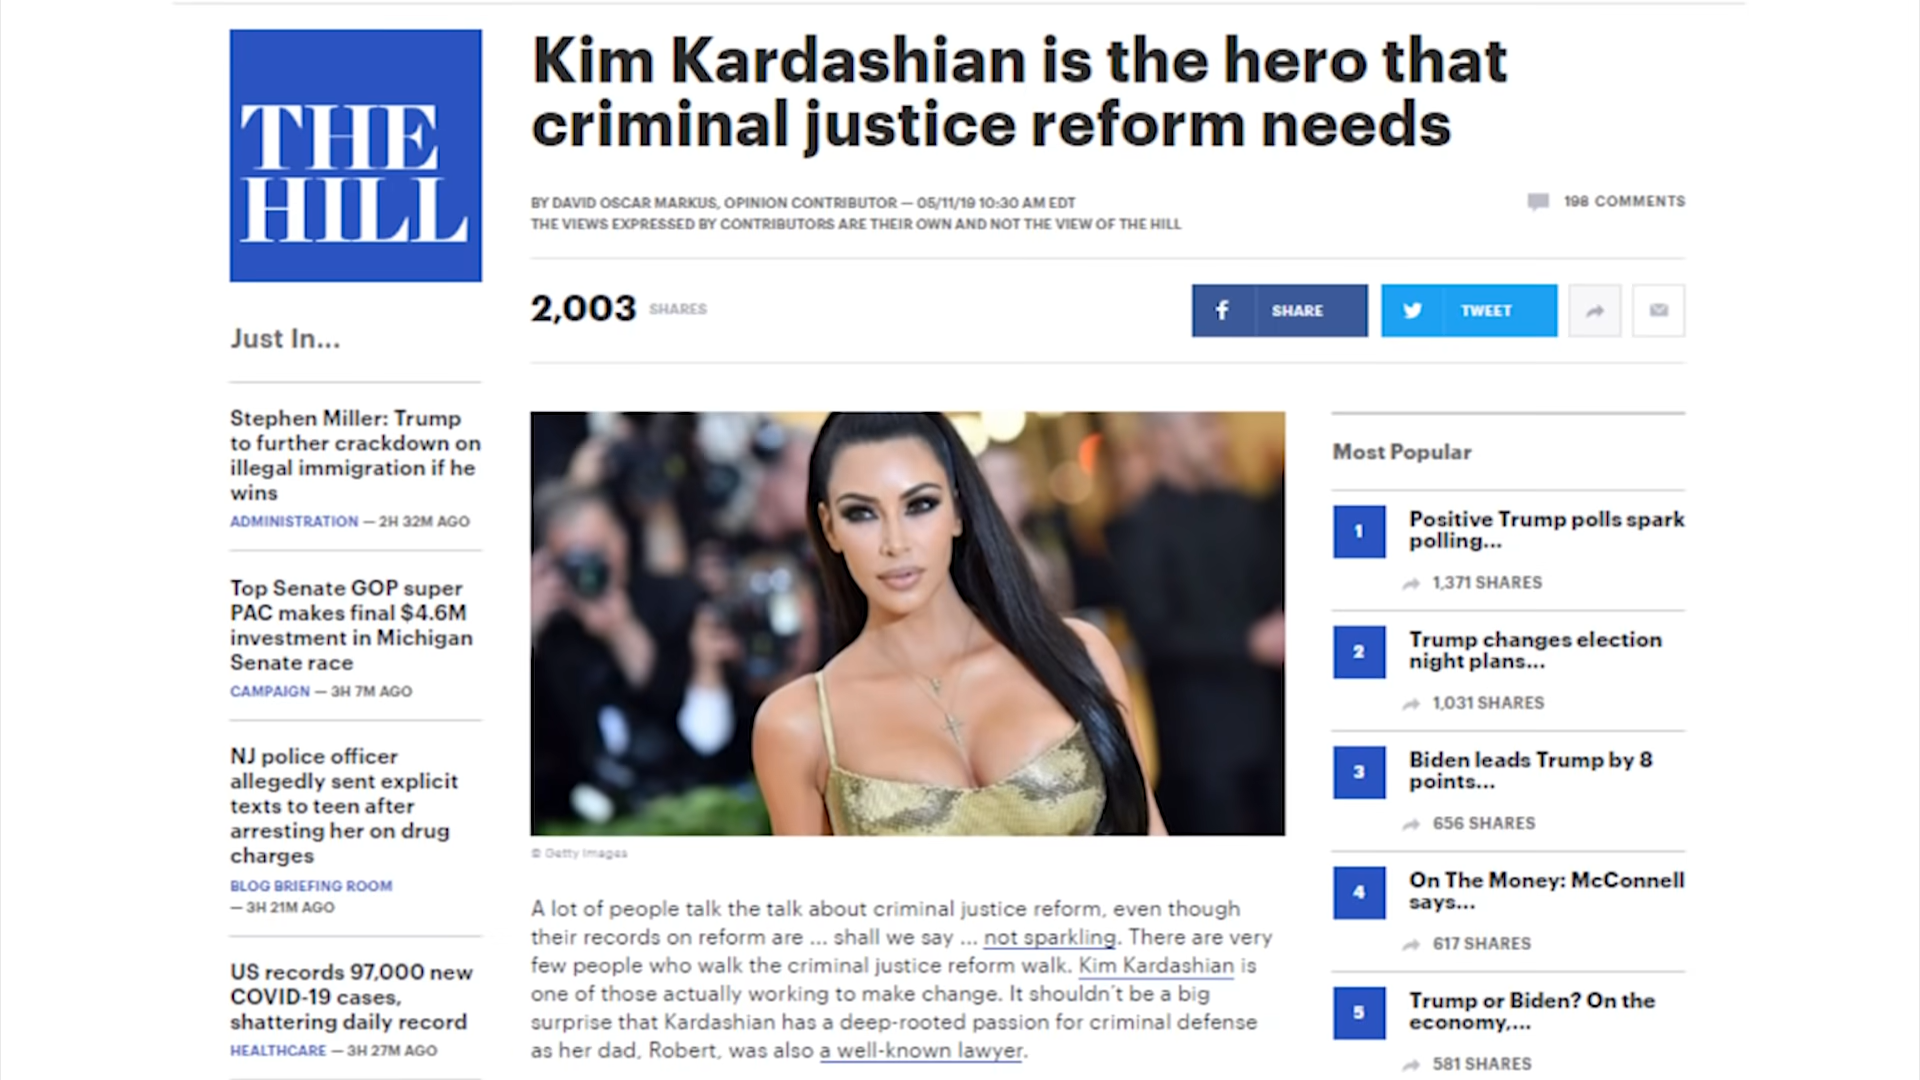 THE
HILL
Kim Kardashian is the hero that
criminal justice reform needs
BY DAVID OSCAR MARKUS, OPINION CONTRIBUTOR — 05/11/19 10:30 AM EDT
THE VIEWS EXPRESSED BY CONTRIBUTORS ARE THEIR OWN AND NOT THE VIEW OF THE HILL
198 COMMENTS
2,003 SHARES
SHARE
TWEET
Just In...
Stephen Miller: Trump
to further crackdown on
illegal immigration if he
wins
ADMINISTRATION — 2H 32M AGO
Top Senate GOP super
PAC makes final $4.6M
investment in Michigan
Senate race
CAMPAIGN — 3H 7M AGO
NJ police officer
allegedly sent explicit
texts to teen after
arresting her on drug
charges
BLOG BRIEFING ROOM
— 3H 21M AGO
US records 97,000 new
COVID-19 cases,
shattering daily record
HEALTHCARE — 3H 27M AGO
© Getty Images
A lot of people talk the talk about criminal justice reform, even though
their records on reform are ... shall we say ... not sparkling. There are very
few people who walk the criminal justice reform walk. Kim Kardashian is
one of those actually working to make change. It shouldn't be a big
surprise that Kardashian has a deep-rooted passion for criminal defense
as her dad, Robert, was also a well-known lawyer.
Most Popular
1
Positive Trump polls spark
polling...
1,371 SHARES
2
Trump changes election
night plans...
1,031 SHARES
3
Biden leads Trump by 8
points...
656 SHARES
4
On The Money: McConnell
says...
617 SHARES
5
Trump or Biden? On the
economy,...
581 SHARES